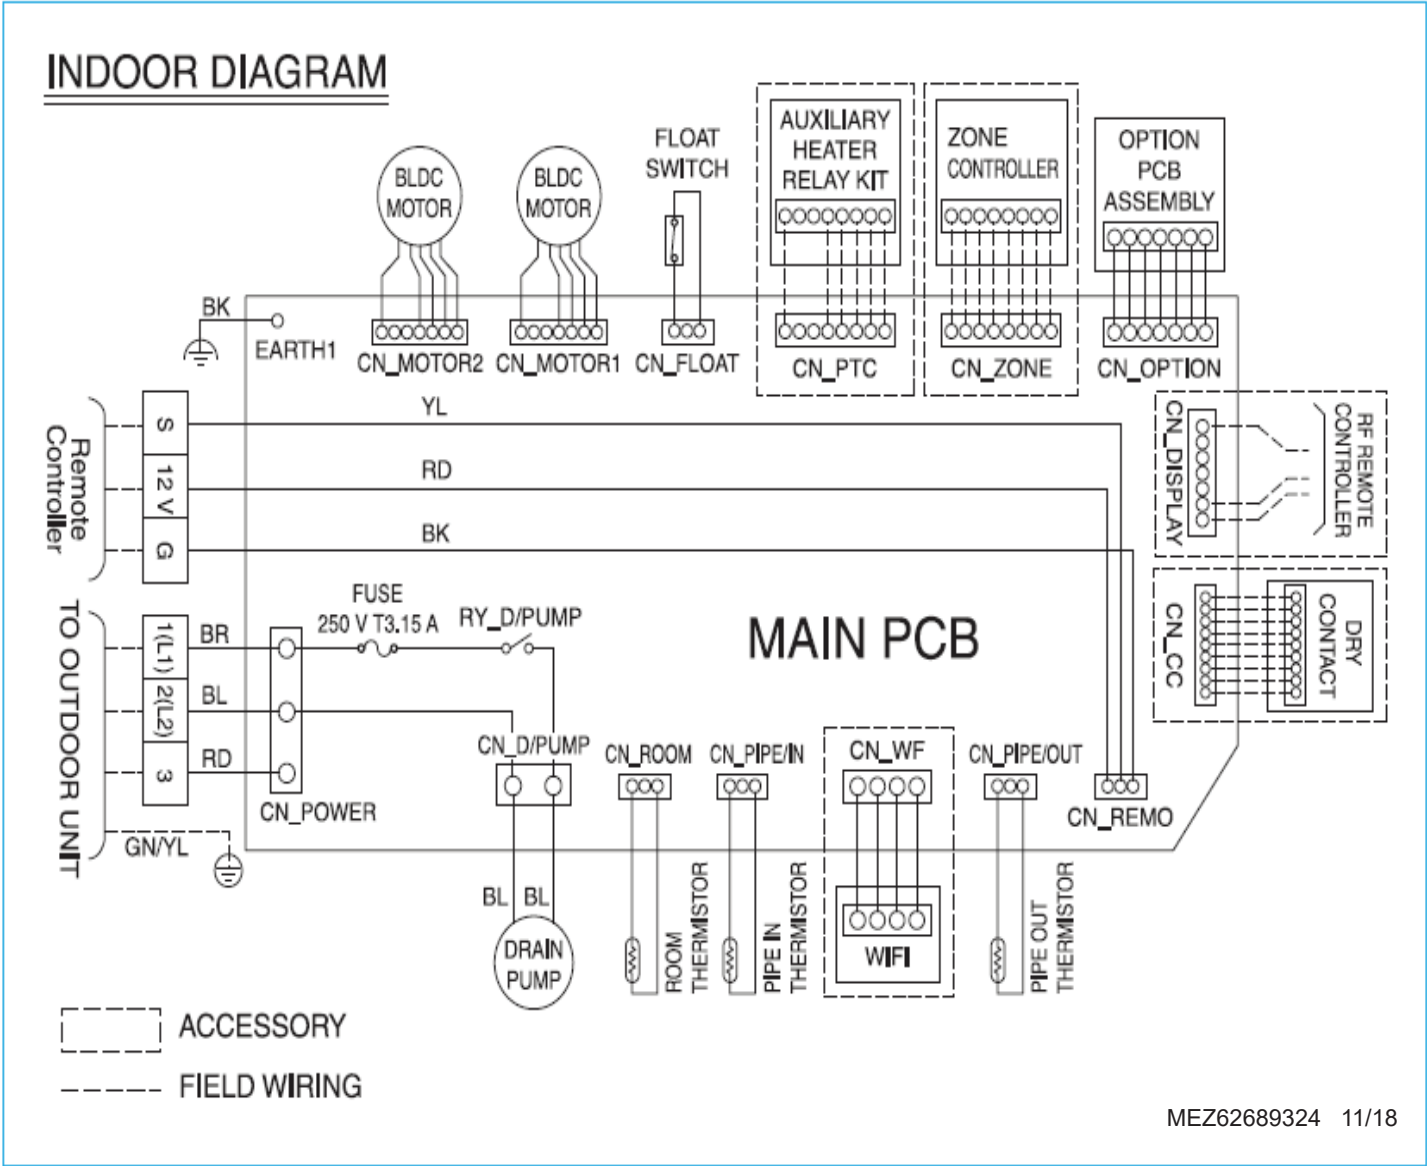 INDOOR DIAGRAM
BLDC
MOTOR
BLDC
MOTOR
FLOAT
SWITCH
AUXILIARY
HEATER
RELAY KIT
ZONE
CONTROLLER
OPTION
PCB
ASSEMBLY
BK
EARTH1
CN_MOTOR2
CN_MOTOR1
CN_FLOAT
CN_PTC
CN_ZONE
CN_OPTION
Remote
Controller
S
12 V
G
YL
RD
BK
CN_DISPLAY
RF REMOTE
CONTROLLER
CN_CC
DRY
CONTACT
TO OUTDOOR UNIT
1(L1)
2(L2)
3
BR
BL
RD
GN/YL
CN_POWER
FUSE
250 V T3.15 A
RY_D/PUMP
MAIN PCB
CN_D/PUMP
CN_ROOM
CN_PIPE/IN
CN_WF
CN_PIPE/OUT
CN_REMO
BL
BL
DRAIN
PUMP
ROOM
THERMISTOR
PIPE IN
THERMISTOR
WIFI
PIPE OUT
THERMISTOR
ACCESSORY
FIELD WIRING
MEZ62689324 11/18